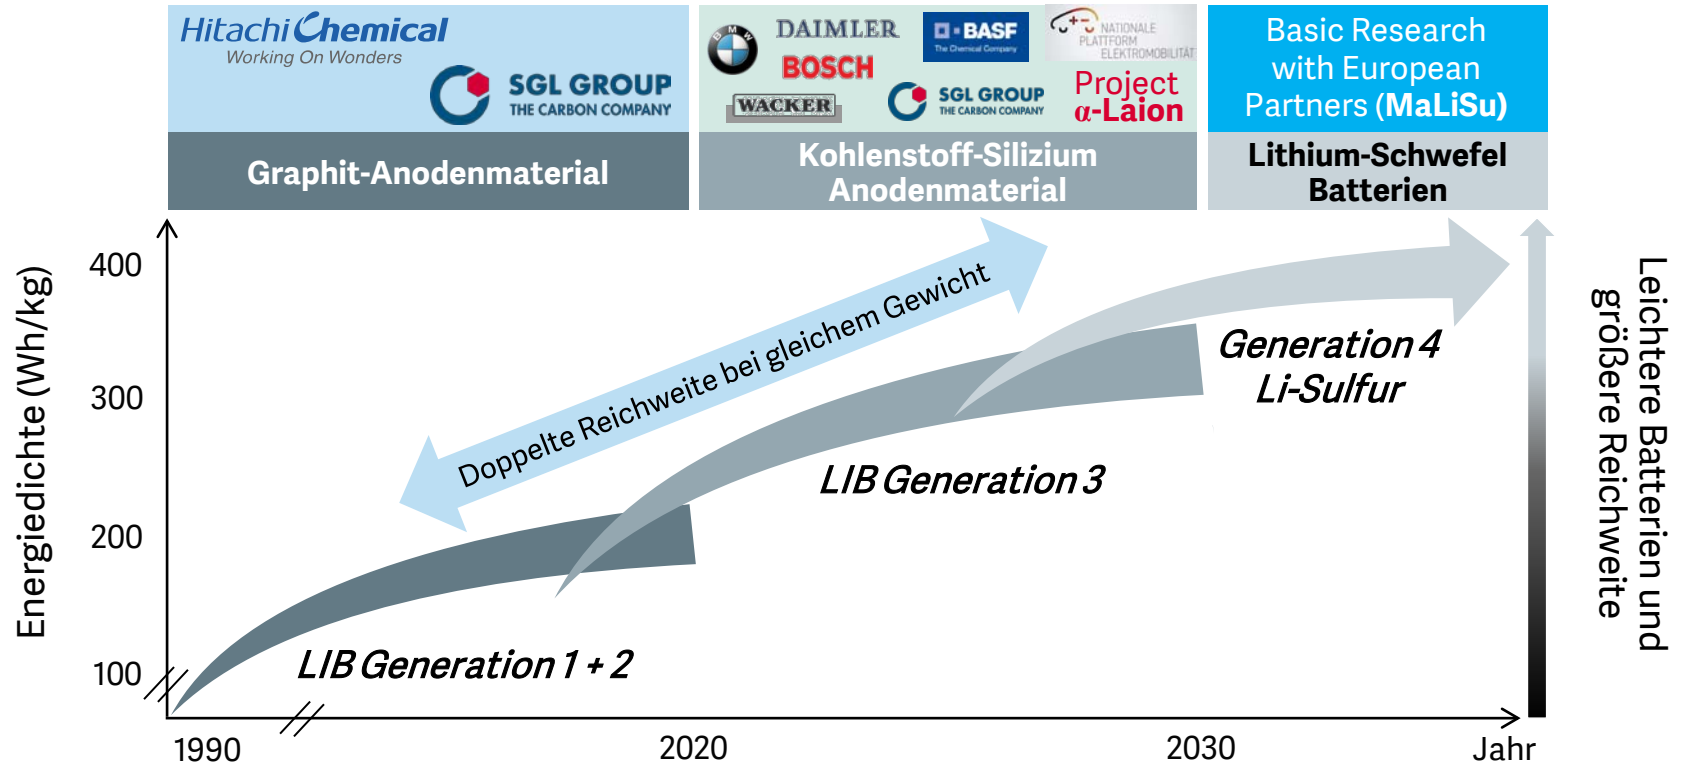 Hitachi Chemical
Working On Wonders
SGL GROUP
THE CARBON COMPANY
BMW
DAIMLER
BOSCH
WACKER
BASF
The Chemical Company
SGL GROUP
THE CARBON COMPANY
NATIONALE
PLATTFORM
ELEKTROMOBILITÄT
Project
α-Laion
Basic Research
with European
Partners (MaLiSu)
Graphit-Anodenmaterial
Kohlenstoff-Silizium
Anodenmaterial
Lithium-Schwefel
Batterien
Energiedichte (Wh/kg)
400
300
200
100
Doppelte Reichweite bei gleichem Gewicht
Generation 4
Li-Sulfur
LIB Generation 3
LIB Generation 1 + 2
Leichtere Batterien und
größere Reichweite
1990
2020
2030
Jahr